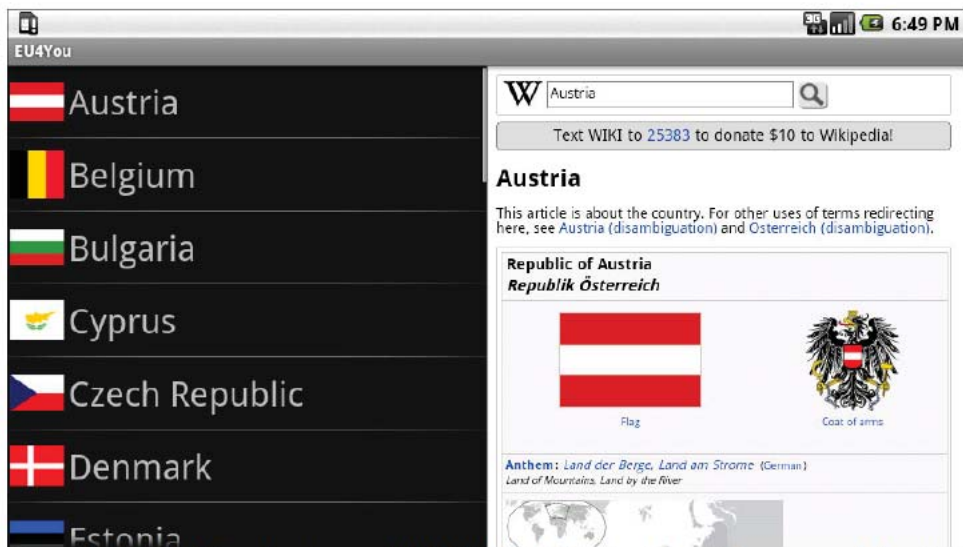 3G 6:49 PM
EU4You
Austria
Belgium
Bulgaria
Cyprus
Czech Republic
Denmark
Estonia
W Austria
Text WIKI to 25383 to donate $10 to Wikipedia!
Austria
This article is about the country. For other uses of terms redirecting
here, see Austria (disambiguation) and Osterreich (disambiguation).
Republic of Austria
Republik Österreich
Flag
Coat of arms
Anthem: Land der Berge, Land am Strome (German)
Land of Mountains, Land by the River